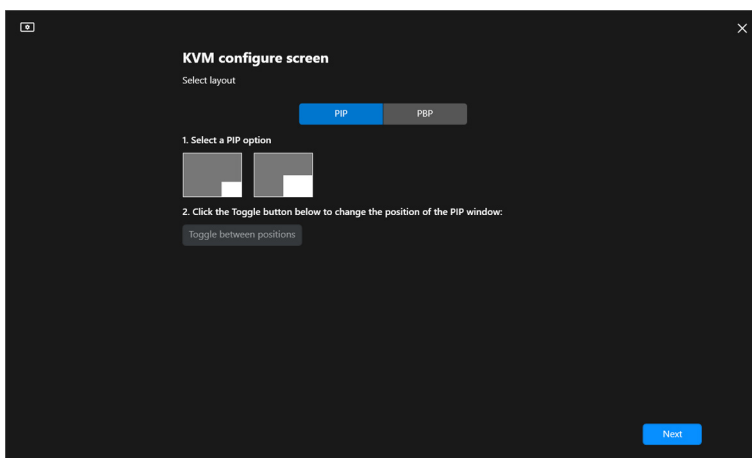 KVM configure screen
Select layout
PIP
PBP
1. Select a PIP option
2. Click the Toggle button below to change the position of the PIP window:
Toggle between positions
Next